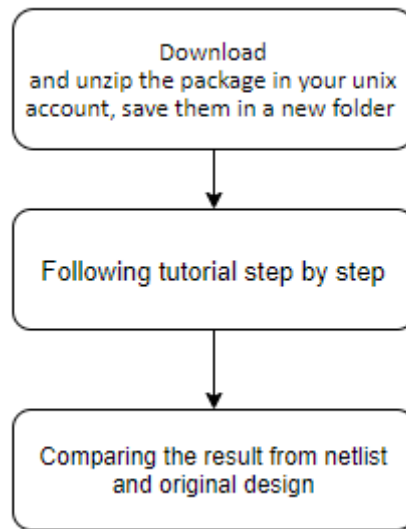 Download
and unzip the package in your unix
account, save them in a new folder
Following tutorial step by step
Comparing the result from netlist
and original design